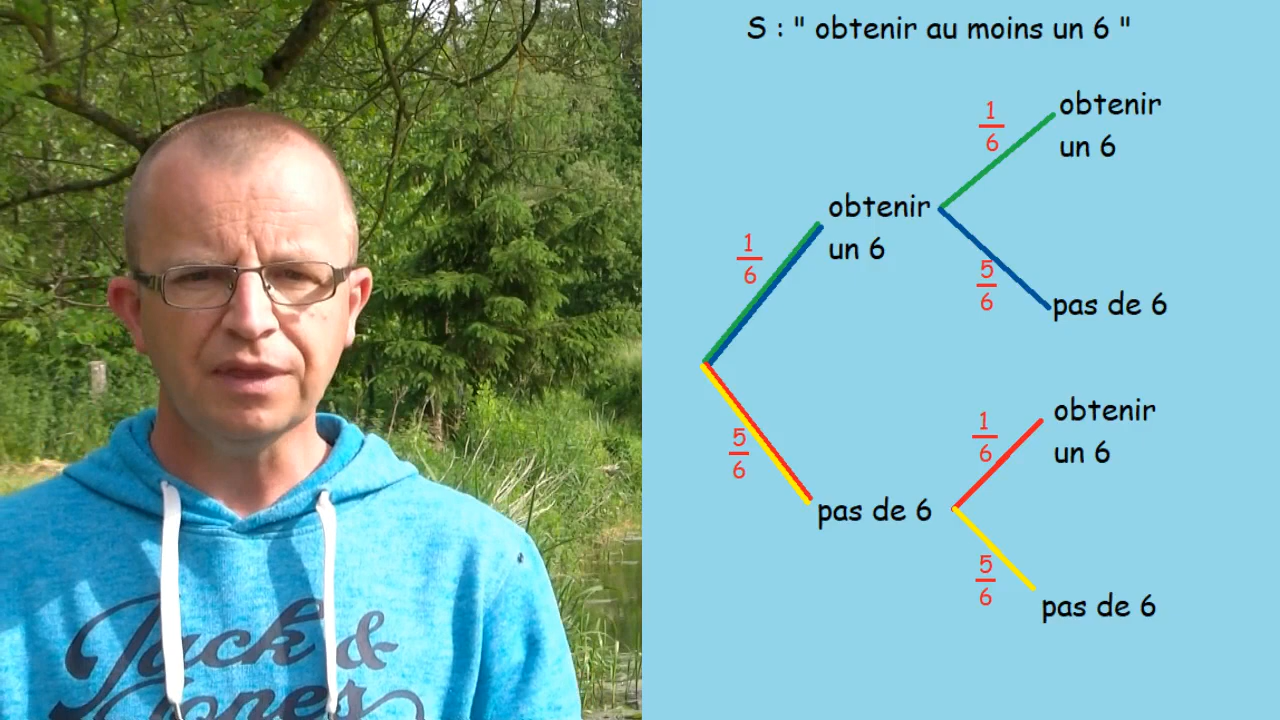 S : " obtenir au moins un 6 "
1
6
obtenir
un 6
1
6
obtenir
un 6
5
6
pas de 6
5
6
pas de 6
1
6
obtenir
un 6
5
6
pas de 6
Jack &
Jones